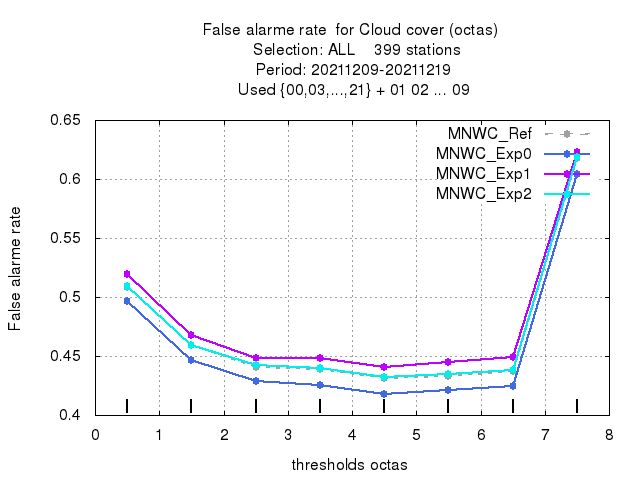 False alarme rate  for Cloud cover (octas)
Selection: ALL    399 stations
Period: 20211209-20211219
Used {00,03,...,21} + 01 02 ... 09
0.65
0.6
0.55
0.5
0.45
0.4
False alarme rate
MNWC_Ref
MNWC_Exp0
MNWC_Exp1
MNWC_Exp2
0 1 2 3 4 5 6 7 8
thresholds octas